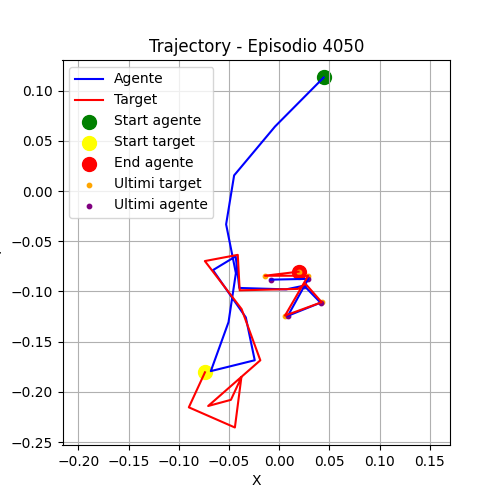 Trajectory - Episodio 4050
Agente
Target
Start agente
Start target
End agente
Ultimi target
Ultimi agente
0.10
0.05
0.00
−0.05
−0.10
−0.15
−0.20
−0.25
−0.20
−0.15
−0.10
−0.05
0.00
0.05
0.10
0.15
X